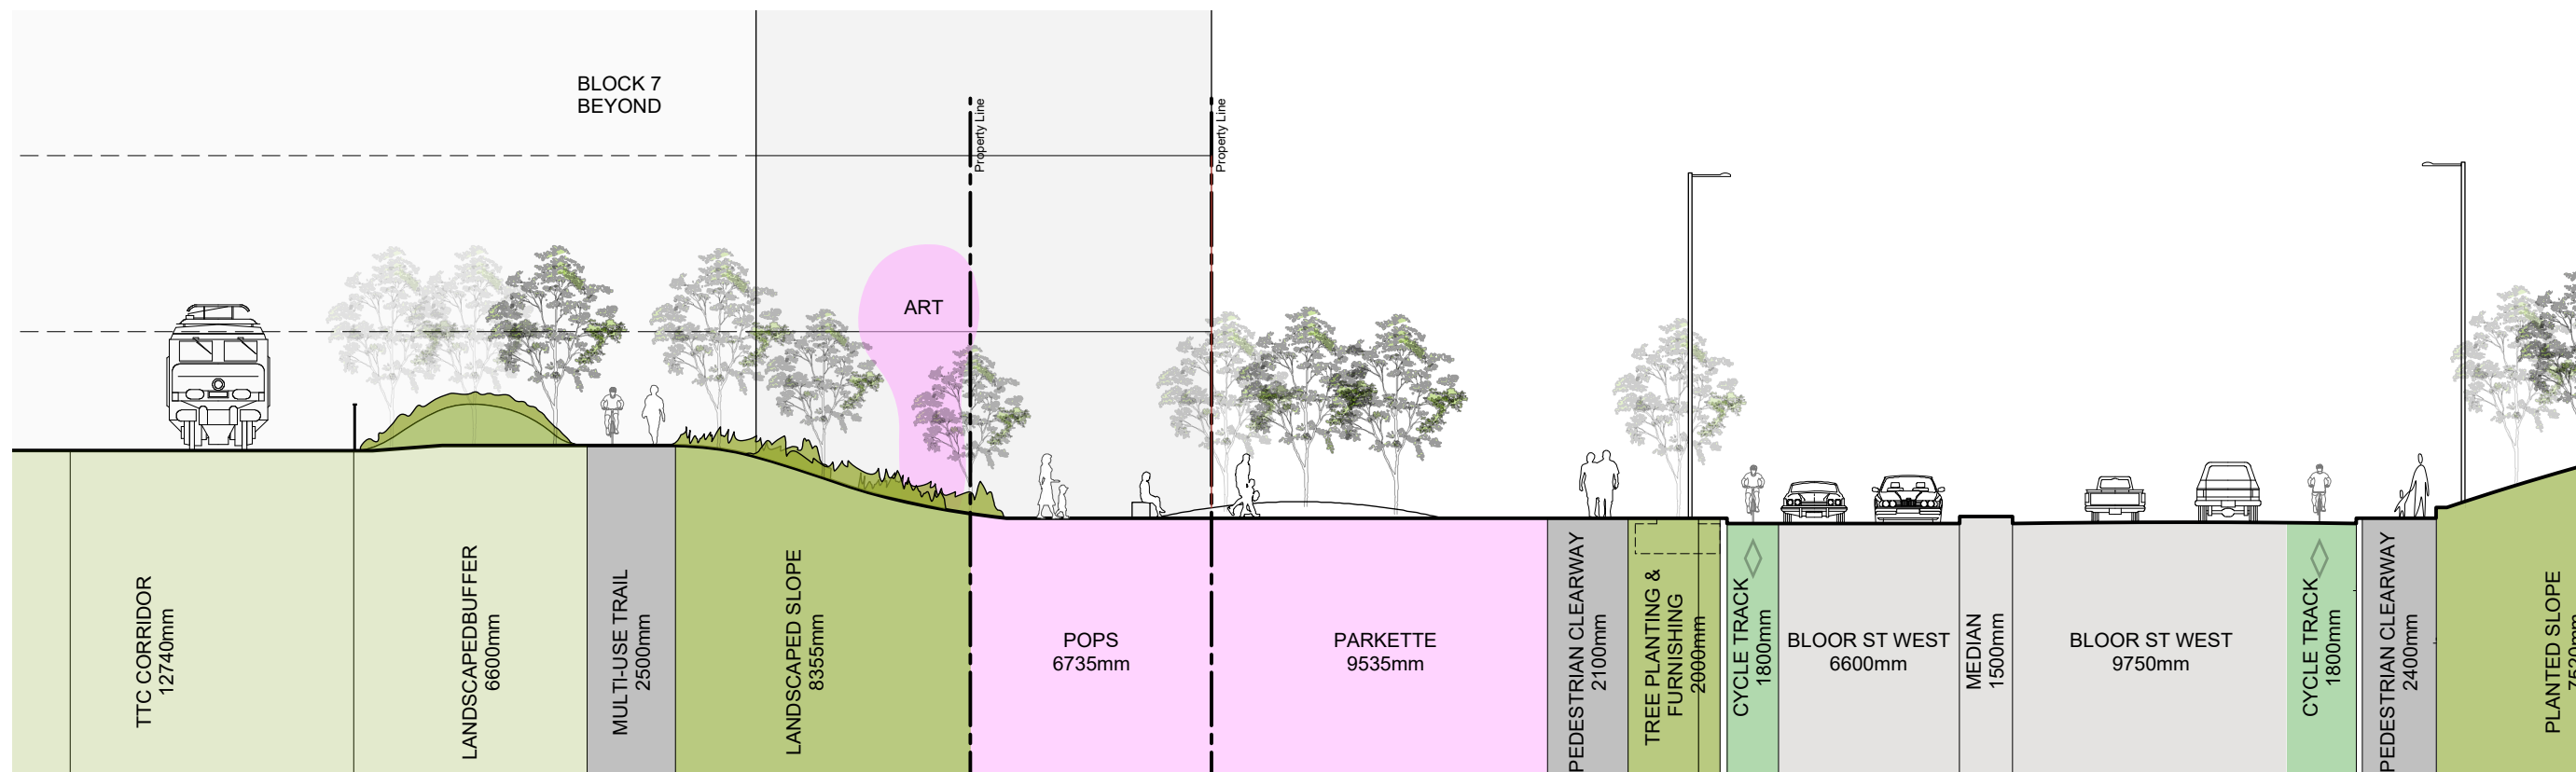 BLOCK 7
BEYOND
Property Line
Property Line
ART
TTC CORRIDOR
12740mm
LANDSCAPEDBUFFER
6600mm
MULTI-USE TRAIL
2500mm
LANDSCAPED SLOPE
8355mm
POPS
6735mm
PARKETTE
9535mm
PEDESTRIAN CLEARWAY
2100mm
TREE PLANTING &
FURNISHING
2000mm
CYCLE TRACK
1800mm
BLOOR ST WEST
6600mm
MEDIAN
1500mm
BLOOR ST WEST
9750mm
CYCLE TRACK
1800mm
PEDESTRIAN CLEARWAY
2400mm
PLANTED SLOPE